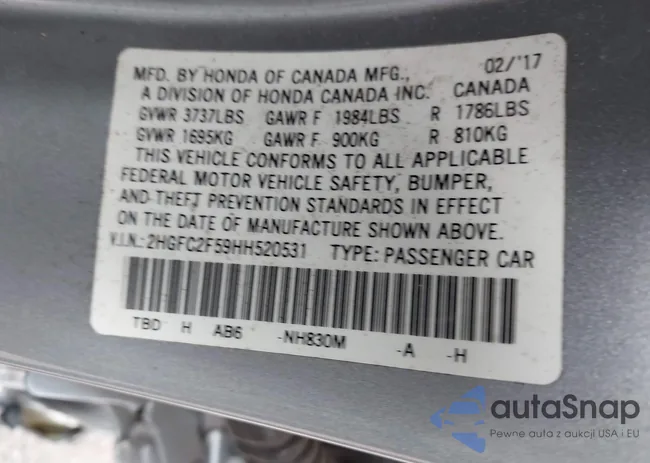 MFD. BY HONDA OF CANADA MFG., 02/'17
A DIVISION OF HONDA CANADA INC. CANADA
GVWR 3737LBS GAWR F 1984LBS R 1786LBS
GVWR 1695KG GAWR F 900KG R 810KG
THIS VEHICLE CONFORMS TO ALL APPLICABLE
FEDERAL MOTOR VEHICLE SAFETY, BUMPER,
AND THEFT PREVENTION STANDARDS IN EFFECT
ON THE DATE OF MANUFACTURE SHOWN ABOVE.
V.I.N.: 2HGFC2F59HH520531 TYPE: PASSENGER CAR
TBD H AB6 -NH830M -A -H
autaSnap
Pewne auta z aukcji USA i EU